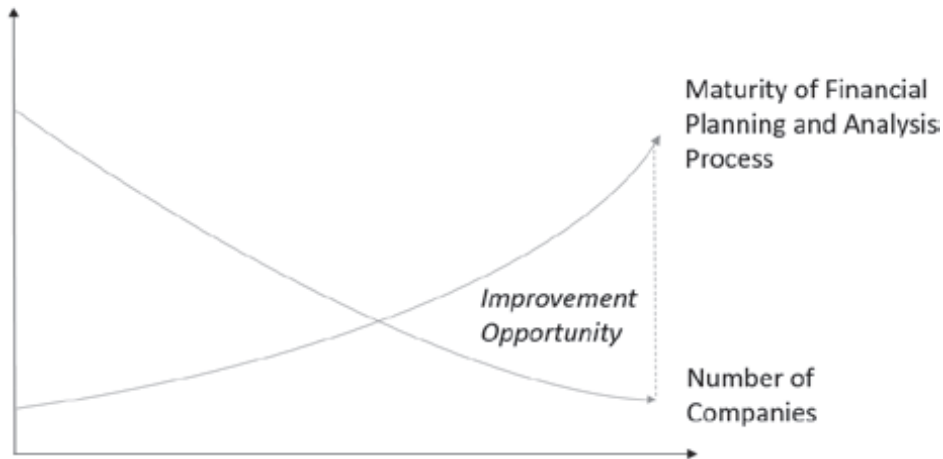 Maturity of Financial
Planning and Analysis
Process
Improvement
Opportunity
Number of
Companies